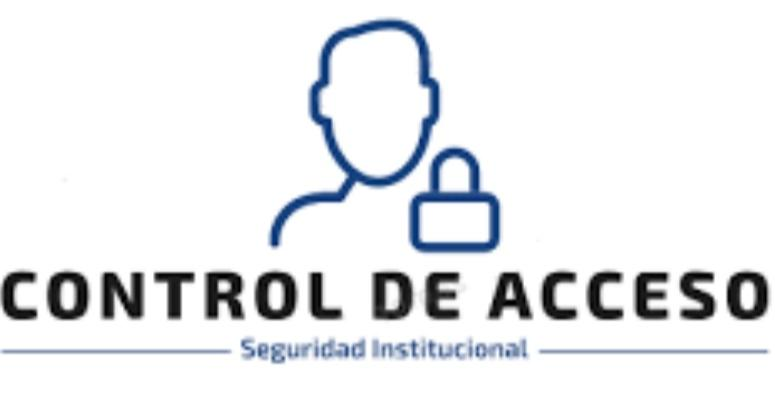 CONTROL DE ACCESO
Seguridad Institucional